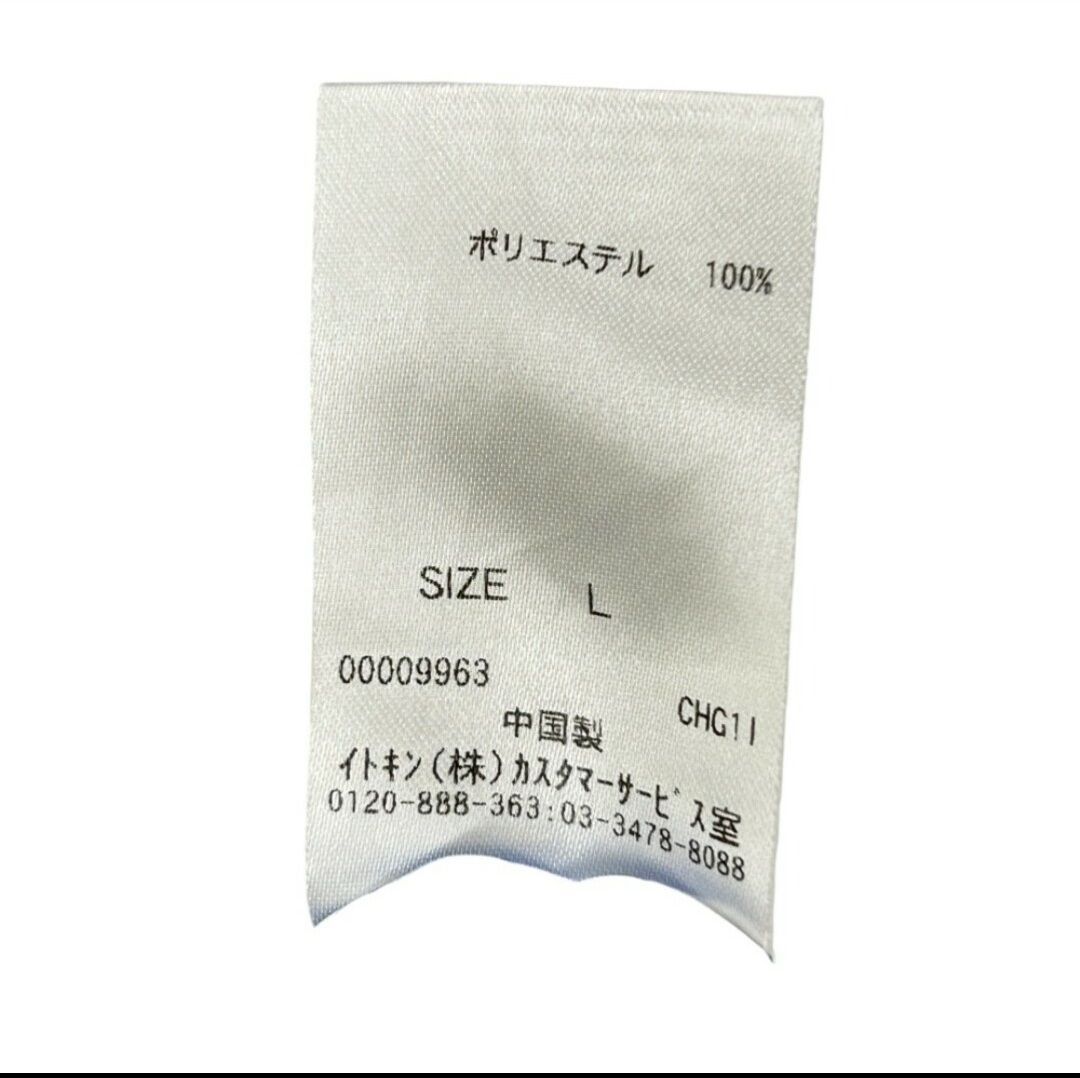 ポリエステル 100%
SIZE L
00009963
CHG11
中国製
ｲﾄｷﾝ(株)ｶｽﾀﾏｰｻｰﾋﾞｽ室
0120-888-363:03-3478-8088